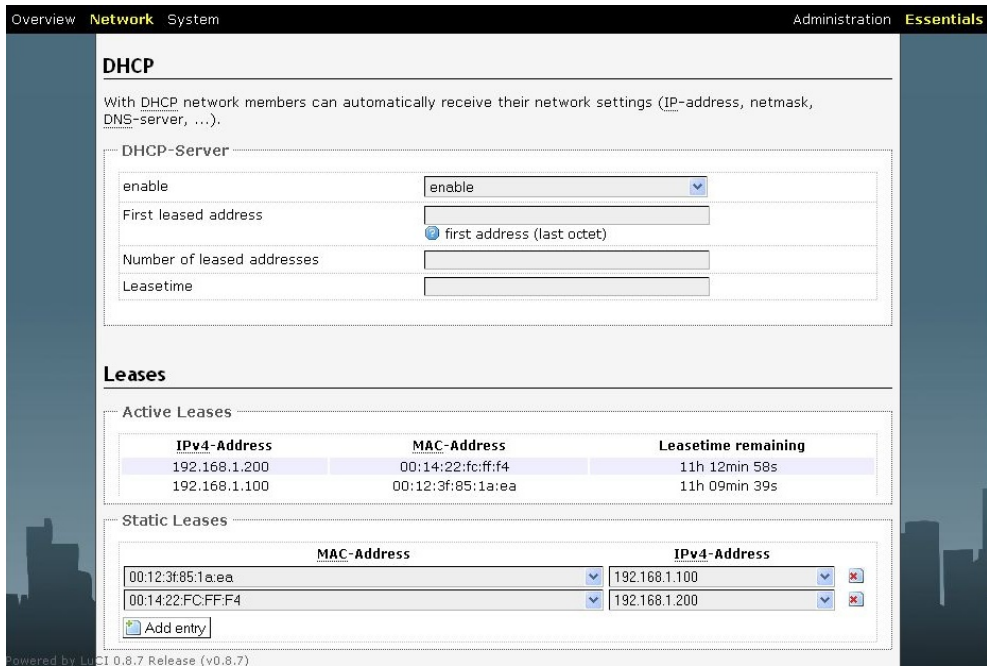 Overview Network System Administration Essentials
DHCP
With DHCP network members can automatically receive their network settings (IP-address, netmask,
DNS-server, ...).
DHCP-Server
enable enable
First leased address
first address (last octet)
Number of leased addresses
Leasetime
Leases
Active Leases
IPv4-Address MAC-Address Leasetime remaining
192.168.1.200 00:14:22:fc:ff:f4 11h 12min 58s
192.168.1.100 00:12:3f:85:1a:ea 11h 09min 39s
Static Leases
MAC-Address IPv4-Address
00:12:3f:85:1a:ea 192.168.1.100
00:14:22:FC:FF:F4 192.168.1.200
Add entry
Powered by LuCI 0.8.7 Release (v0.8.7)